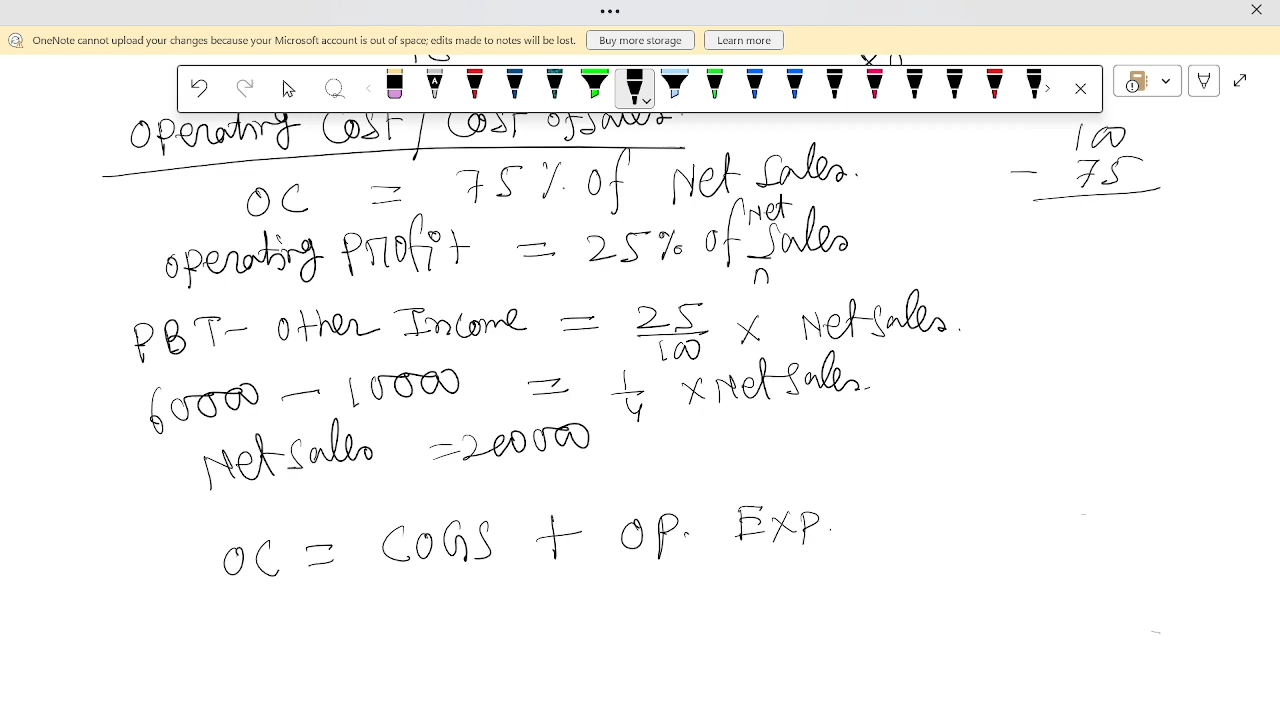 OneNote cannot upload your changes because your Microsoft account is out of space; edits made to notes will be lost. Buy more storage Learn more
Operating Cost / Cost of sales.
100
- 75
OC = 75% of Net sales.
Operating Profit = 25% of Net sales
n
PBT - Other Income = 25/100 x Net sales.
60000 - 10000 = 1/4 x Net sales.
Net sales = 200000
OC = COGS + OP. EXP.